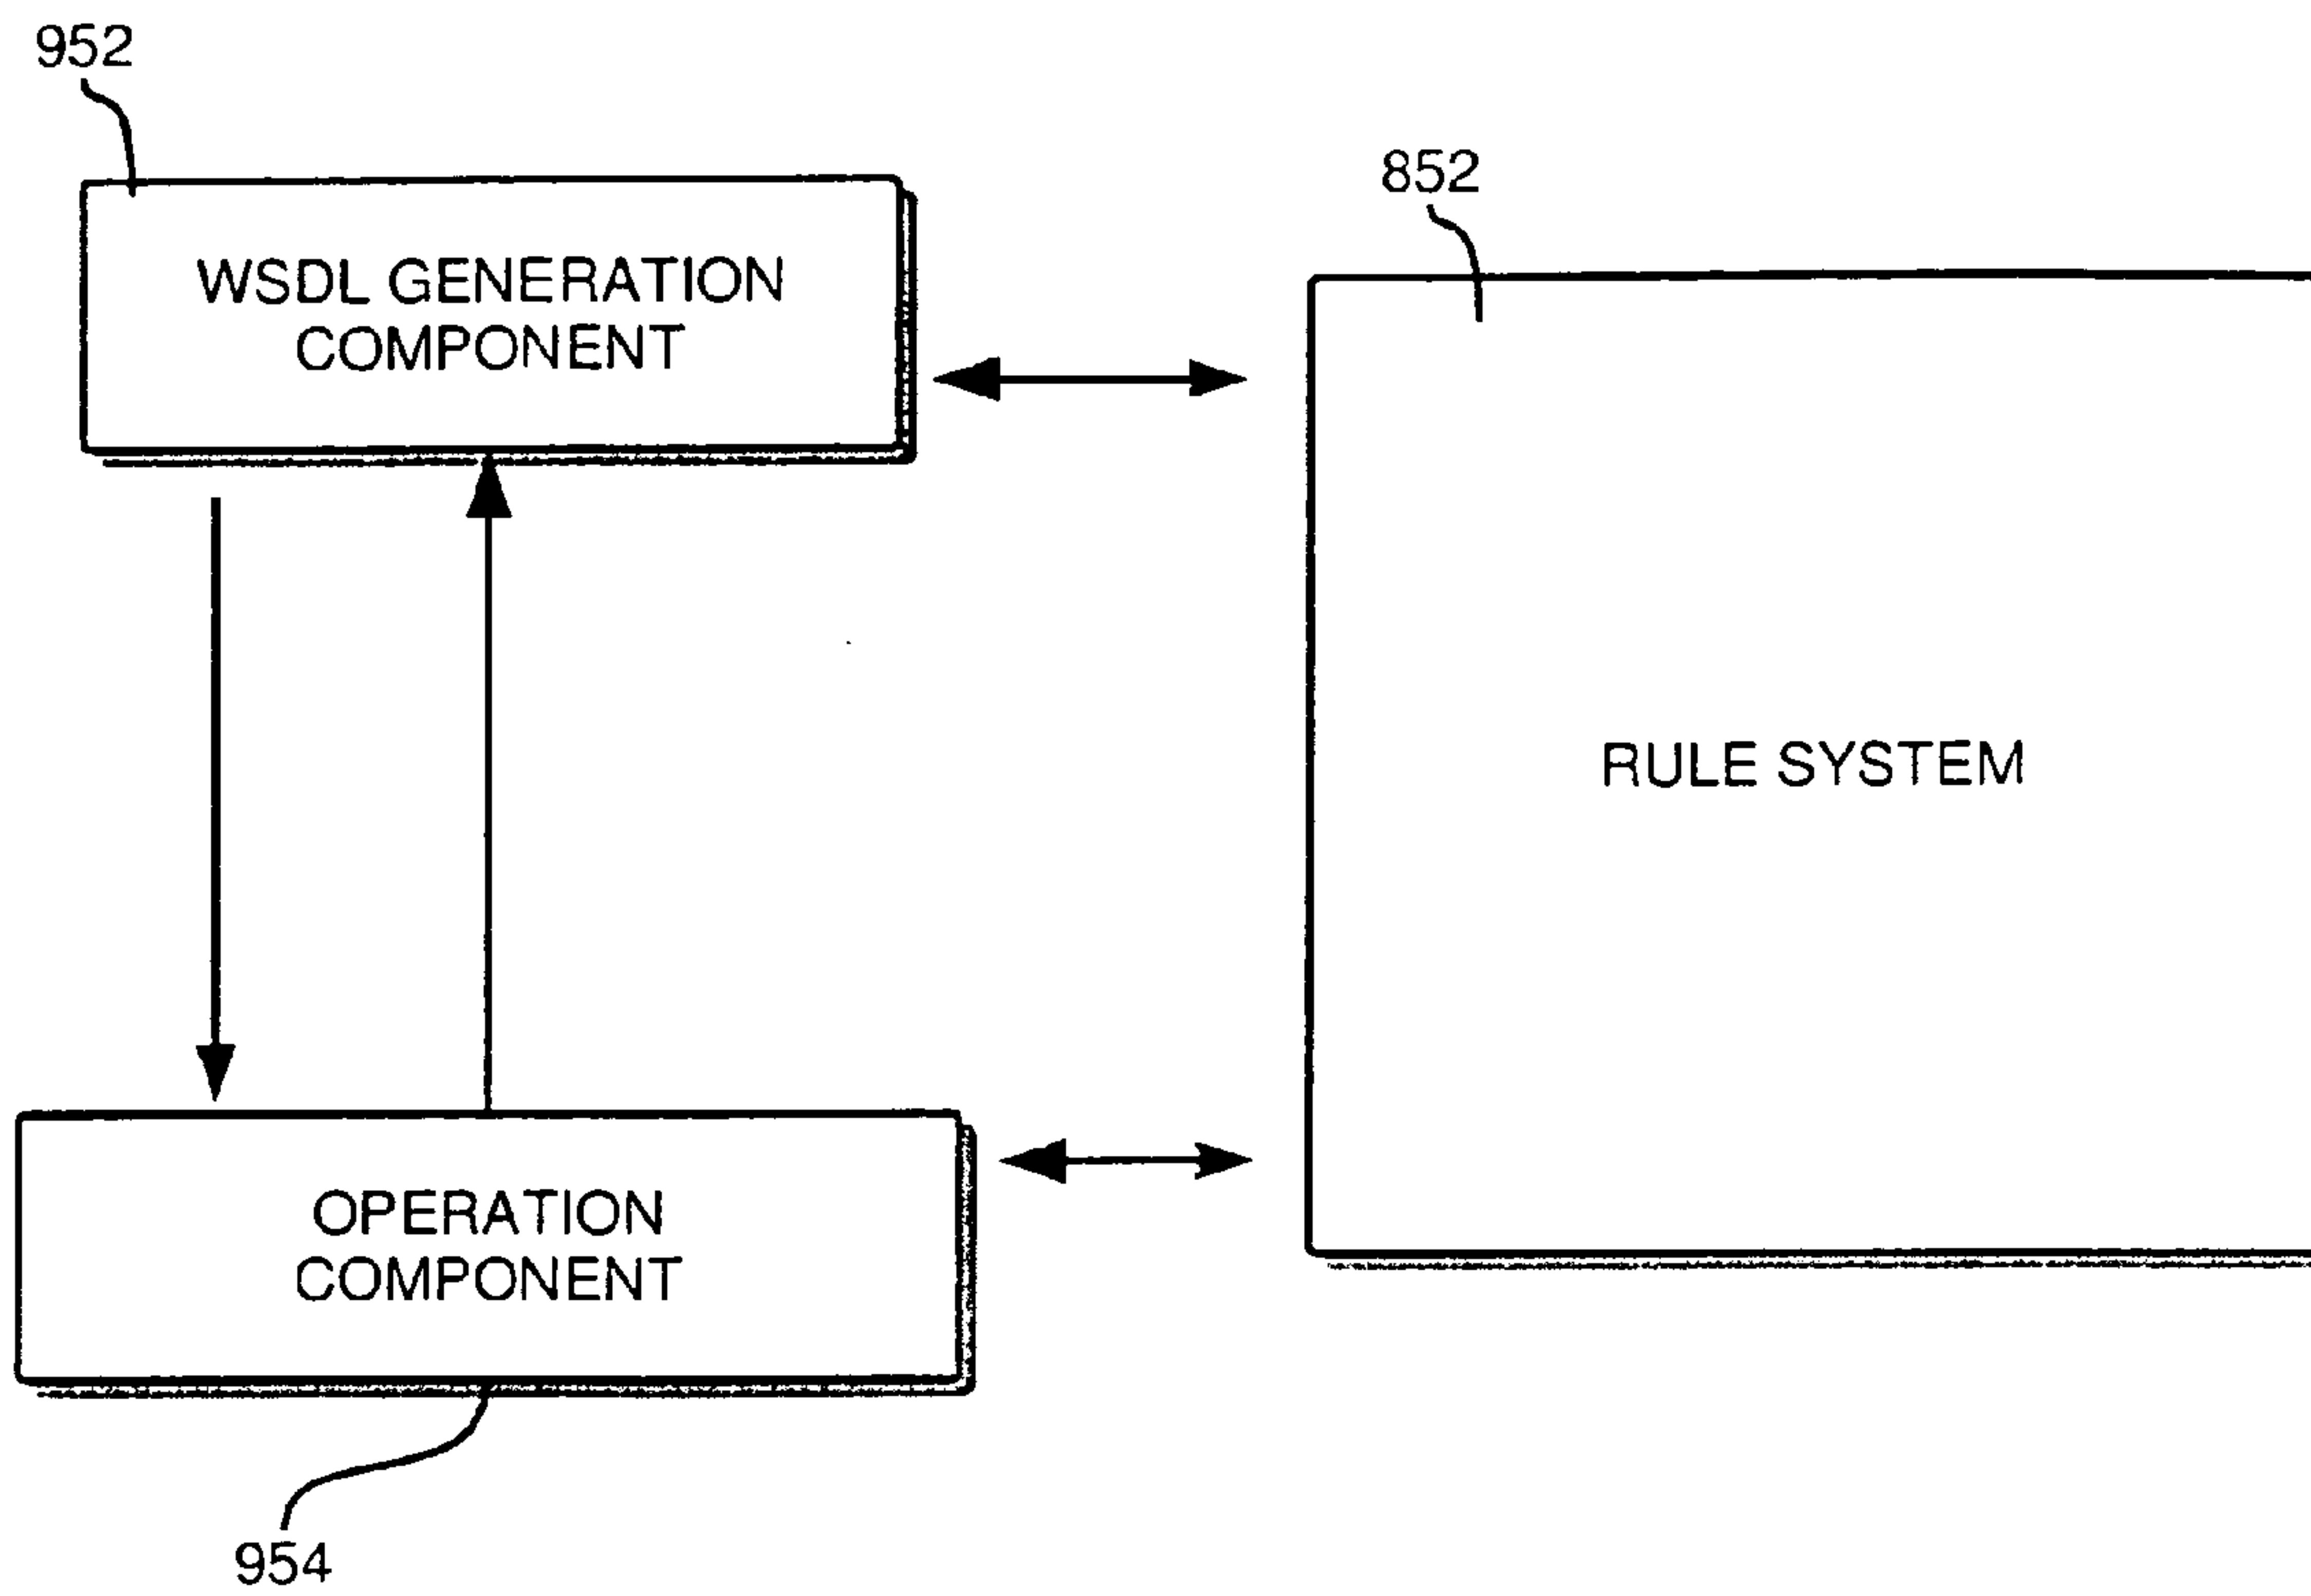 952
WSDL GENERATION
COMPONENT
852
RULE SYSTEM
OPERATION
COMPONENT
954